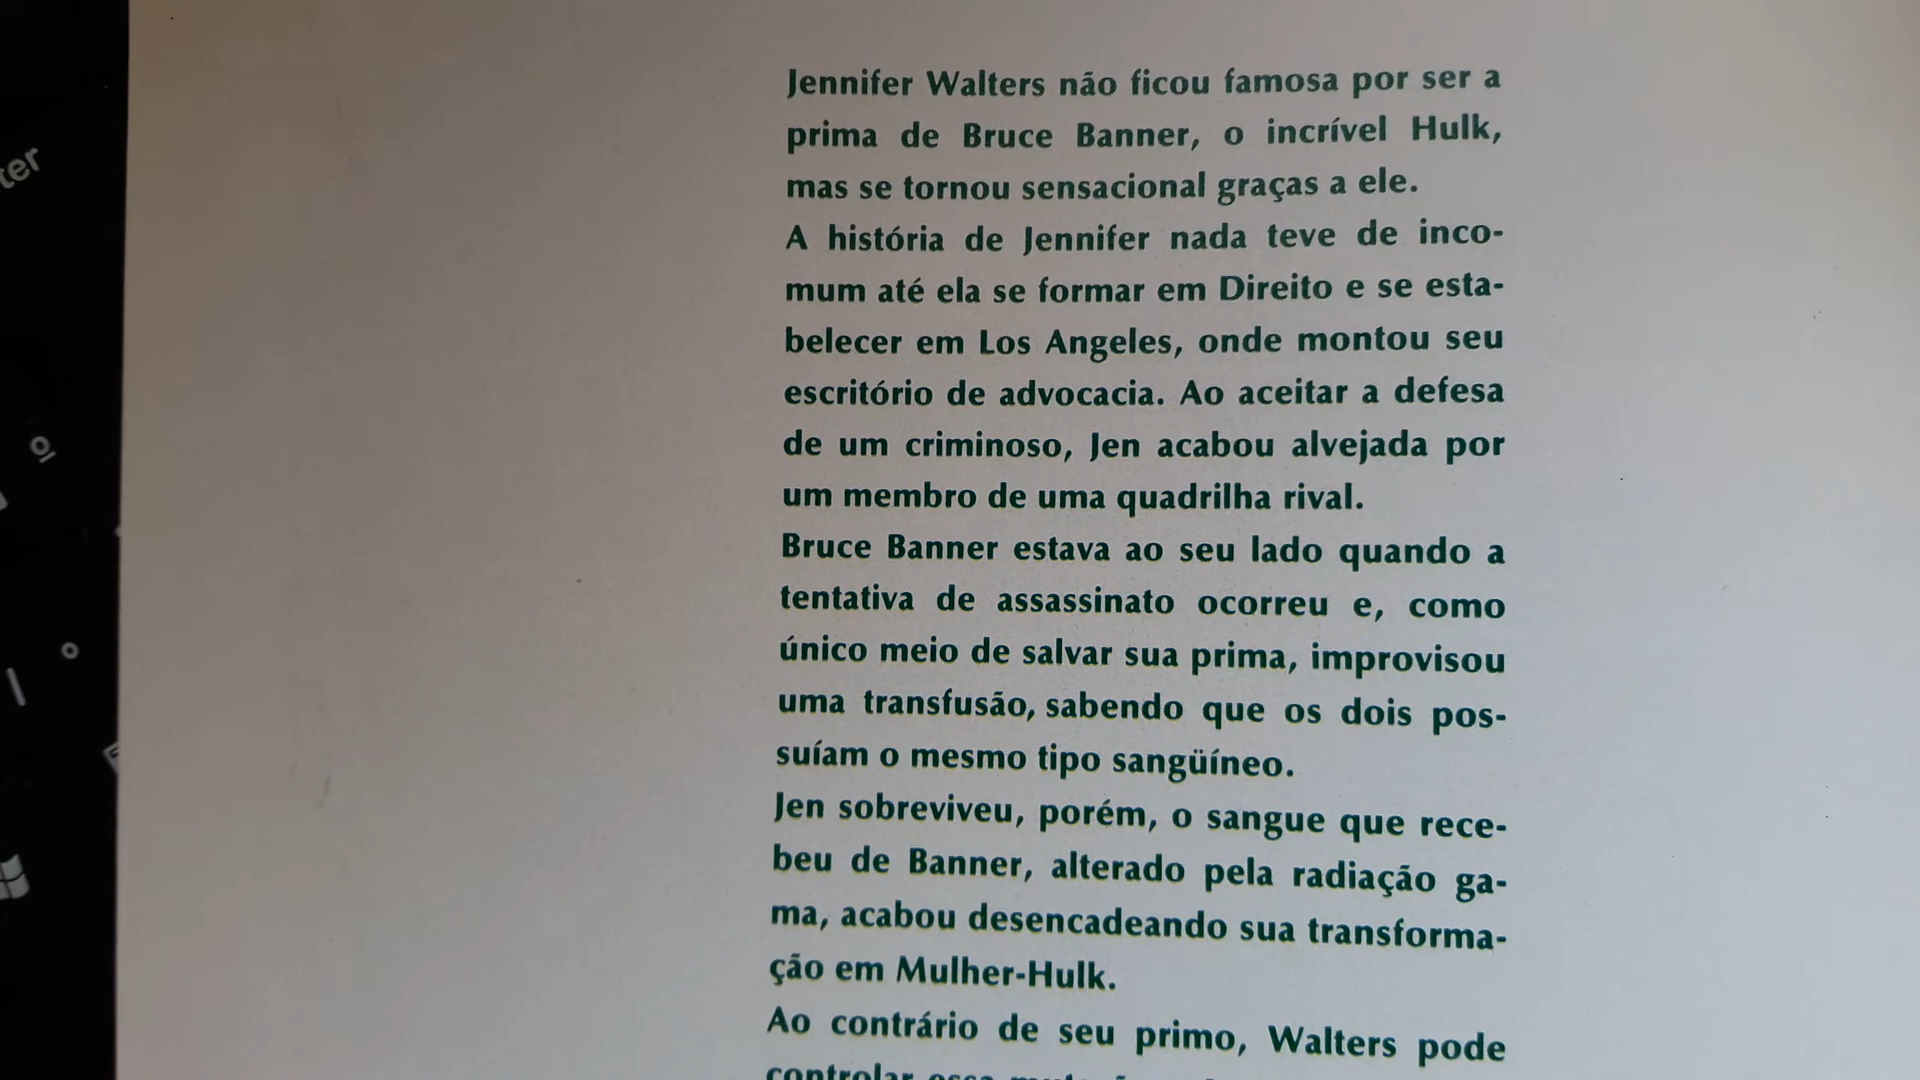 ter
º
Jennifer Walters não ficou famosa por ser a
prima de Bruce Banner, o incrível Hulk,
mas se tornou sensacional graças a ele.
A história de Jennifer nada teve de inco-
mum até ela se formar em Direito e se esta-
belecer em Los Angeles, onde montou seu
escritório de advocacia. Ao aceitar a defesa
de um criminoso, Jen acabou alvejada por
um membro de uma quadrilha rival.
Bruce Banner estava ao seu lado quando a
tentativa de assassinato ocorreu e, como
único meio de salvar sua prima, improvisou
uma transfusão, sabendo que os dois pos-
suíam o mesmo tipo sangüíneo.
Jen sobreviveu, porém, o sangue que rece-
beu de Banner, alterado pela radiação ga-
ma, acabou desencadeando sua transforma-
ção em Mulher-Hulk.
Ao contrário de seu primo, Walters pode
controlar essa